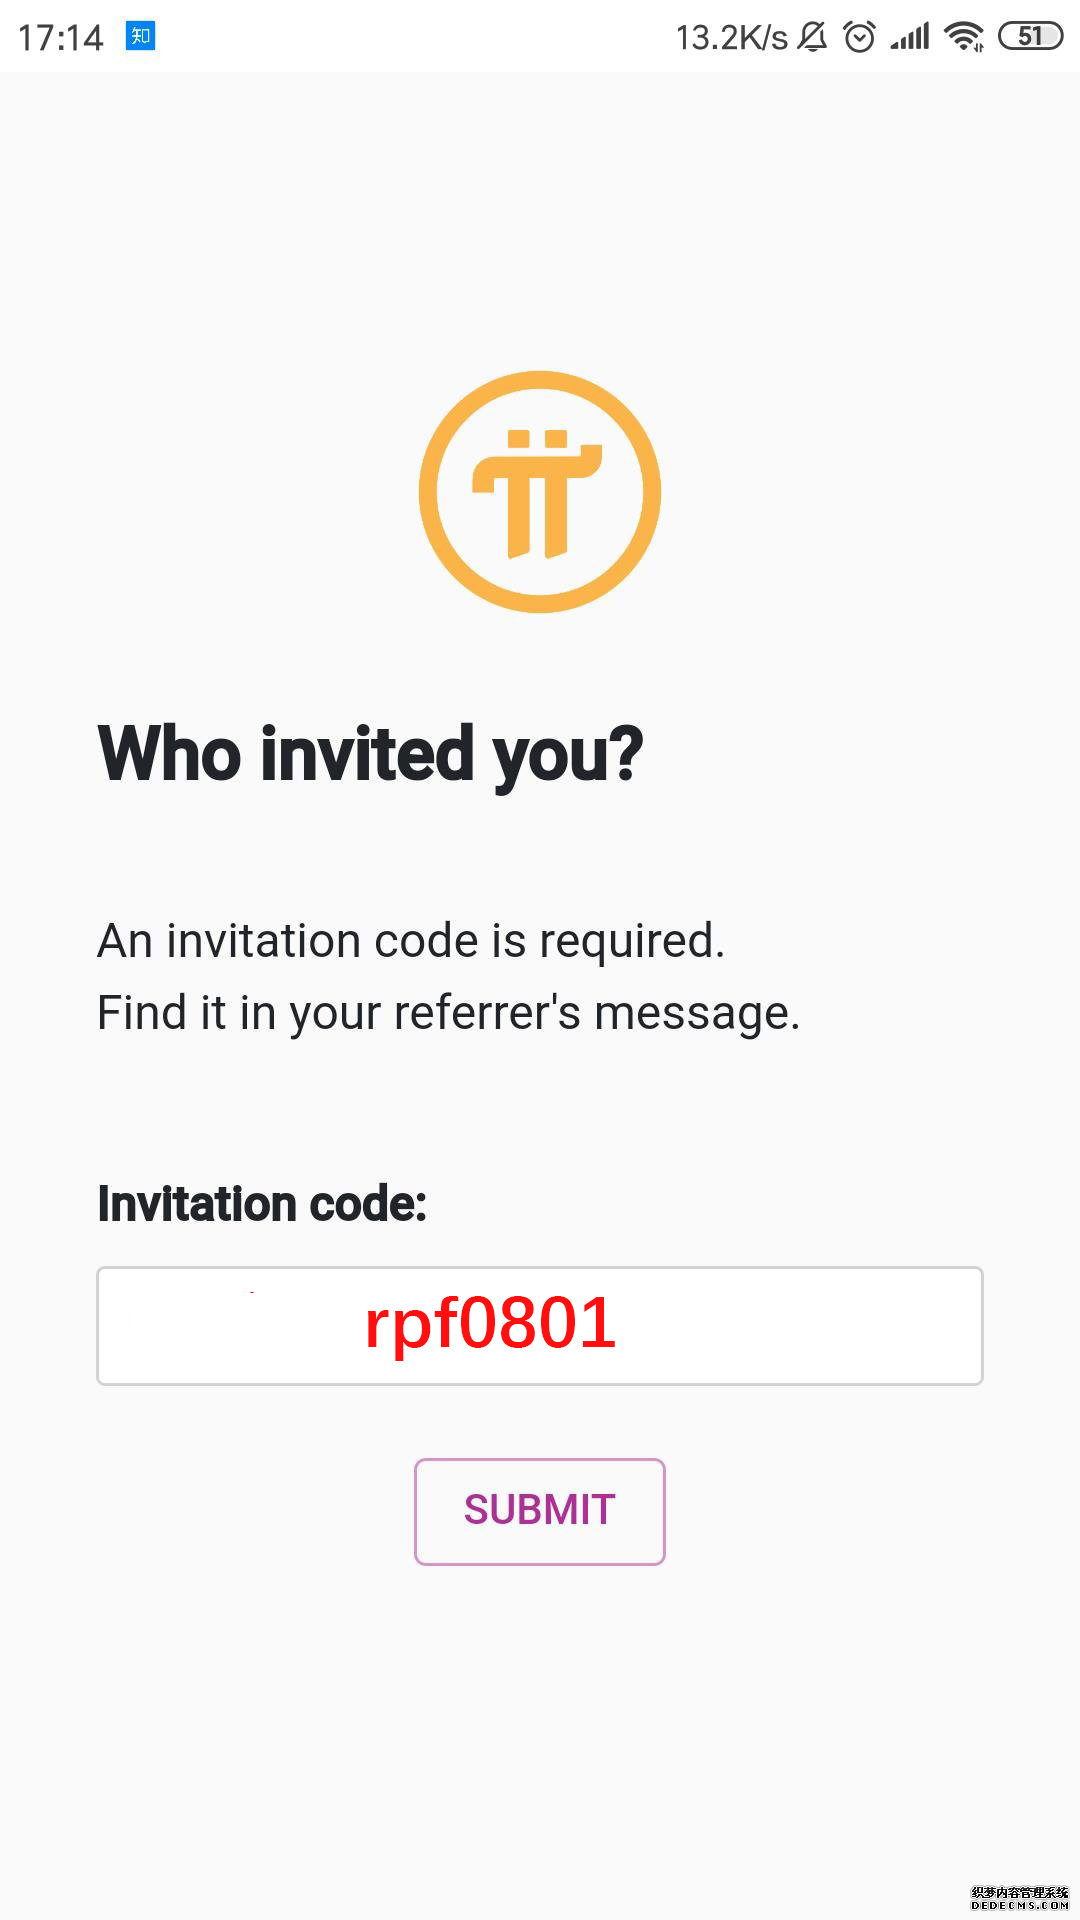 17:14 知 13.2K/s 51
Who invited you?
An invitation code is required.
Find it in your referrer's message.
Invitation code:
rpf0801
SUBMIT
织梦内容管理系统
DEDECMS.COM